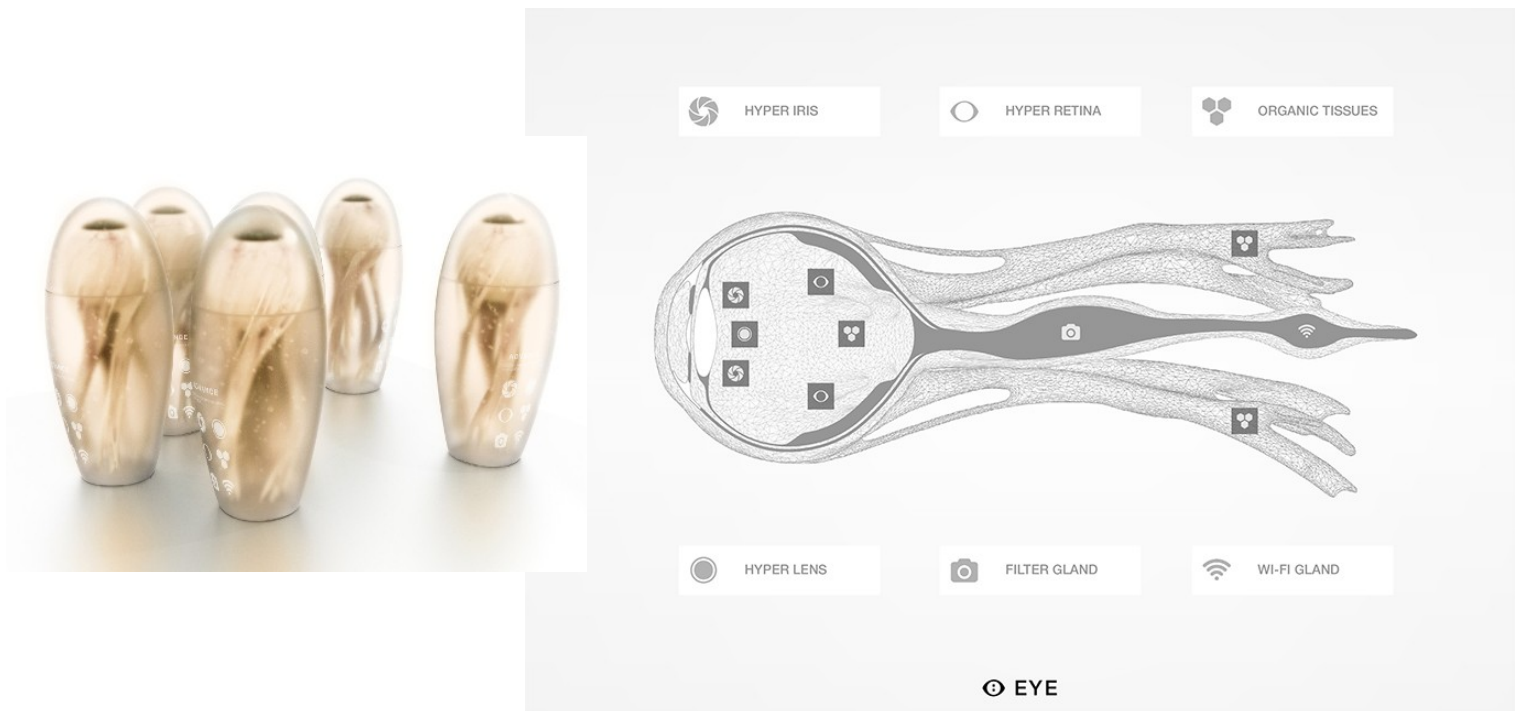 HYPER IRIS
HYPER RETINA
ORGANIC TISSUES
HYPER LENS
FILTER GLAND
WI-FI GLAND
EYE